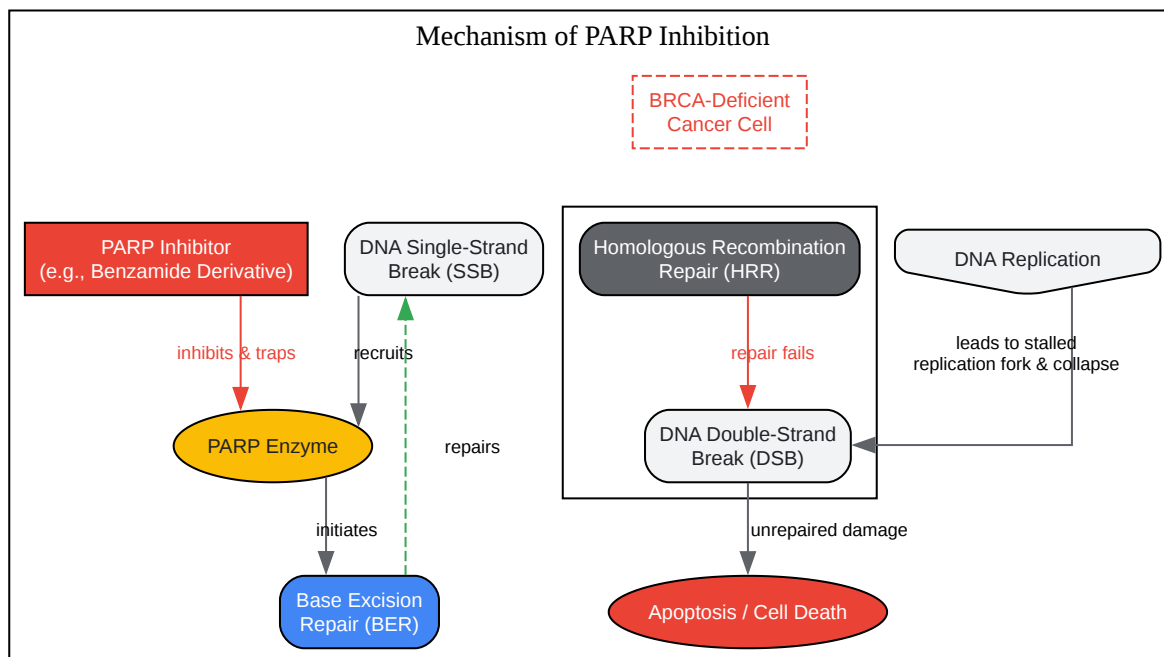 Mechanism of PARP Inhibition
BRCA-Deficient
Cancer Cell
PARP Inhibitor
(e.g., Benzamide Derivative)
DNA Single-Strand
Break (SSB)
Homologous Recombination
Repair (HRR)
DNA Replication
inhibits & traps
recruits
repair fails
leads to stalled
replication fork & collapse
PARP Enzyme
repairs
DNA Double-Strand
Break (DSB)
initiates
unrepaired damage
Base Excision
Repair (BER)
Apoptosis / Cell Death